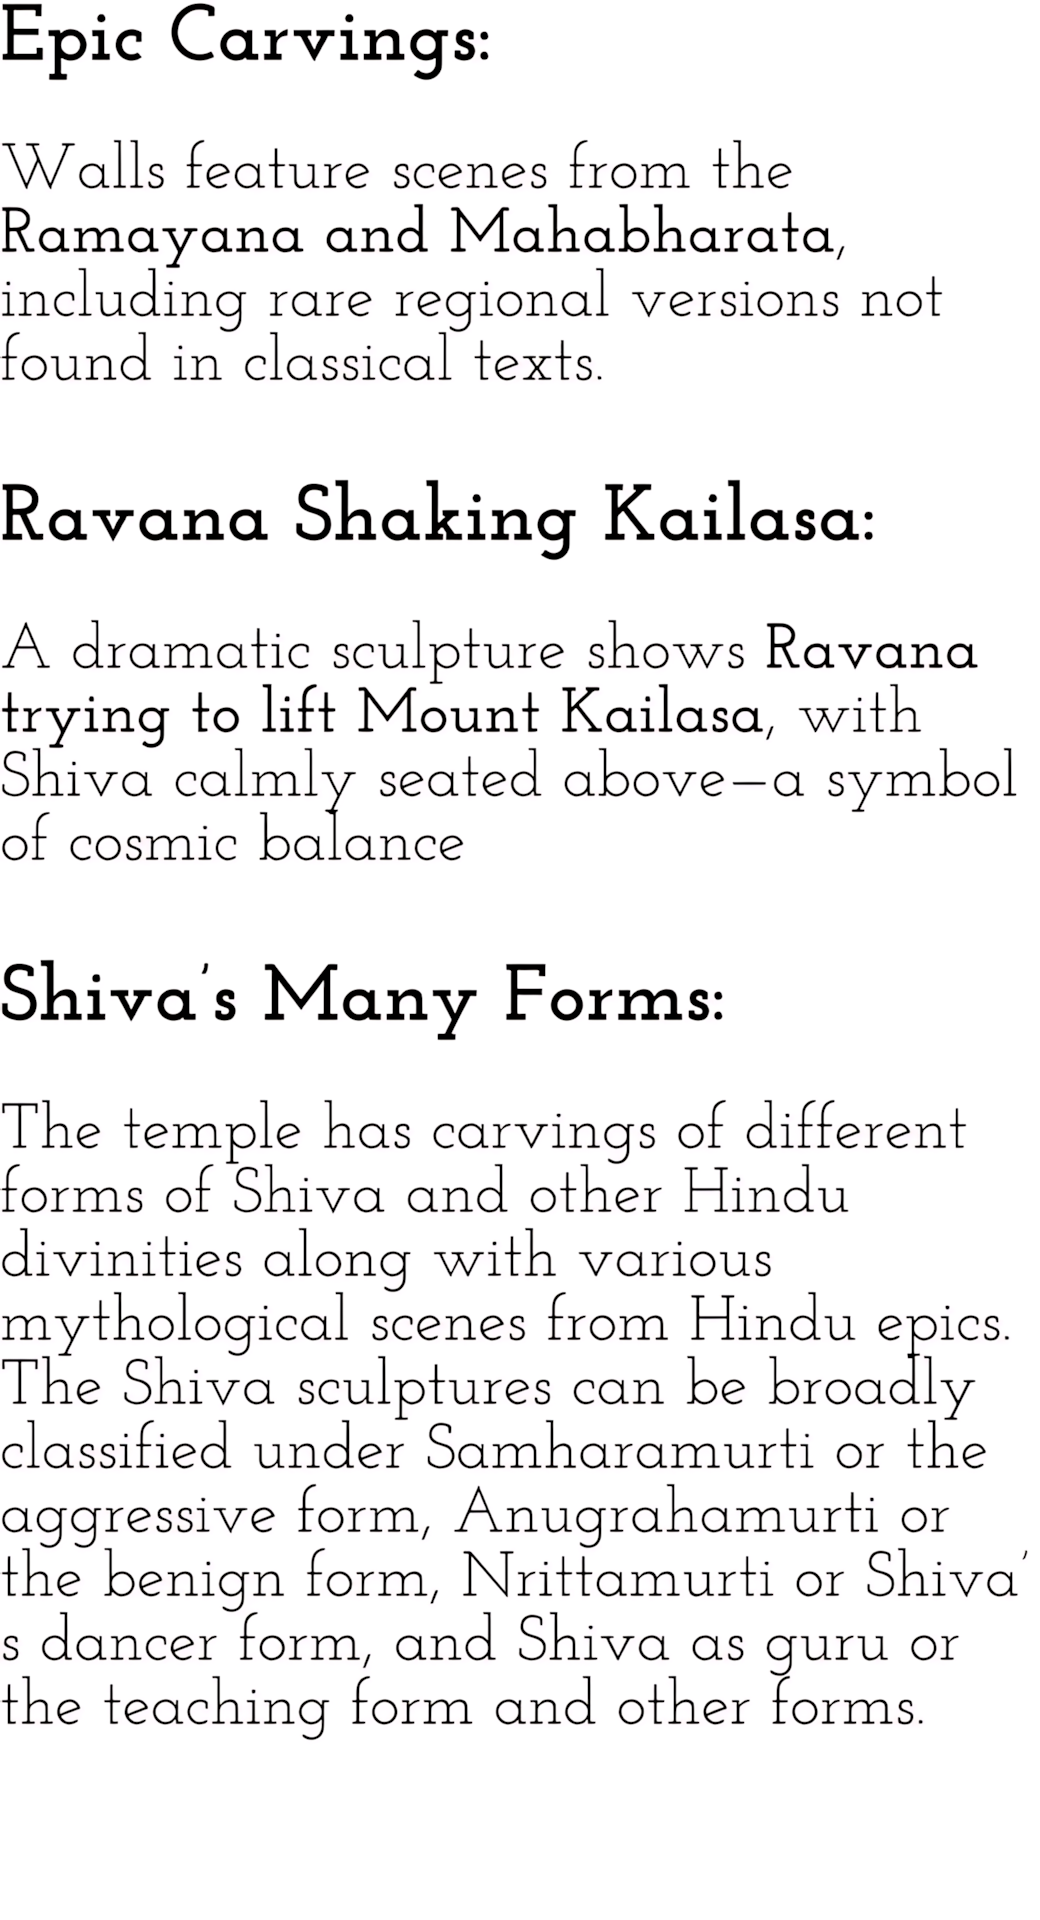 Epic Carvings:
Walls feature scenes from the
Ramayana and Mahabharata,
including rare regional versions not
found in classical texts.
Ravana Shaking Kailasa:
A dramatic sculpture shows Ravana
trying to lift Mount Kailasa, with
Shiva calmly seated above—a symbol
of cosmic balance
Shiva’s Many Forms:
The temple has carvings of different
forms of Shiva and other Hindu
divinities along with various
mythological scenes from Hindu epics.
The Shiva sculptures can be broadly
classified under Samharamurti or the
aggressive form, Anugrahamurti or
the benign form, Nrittamurti or Shiva’
s dancer form, and Shiva as guru or
the teaching form and other forms.